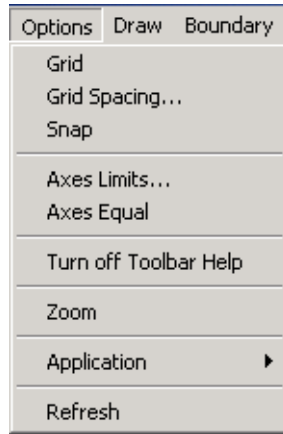 Options Draw Boundary
Grid
Grid Spacing...
Snap
Axes Limits...
Axes Equal
Turn off Toolbar Help
Zoom
Application
Refresh